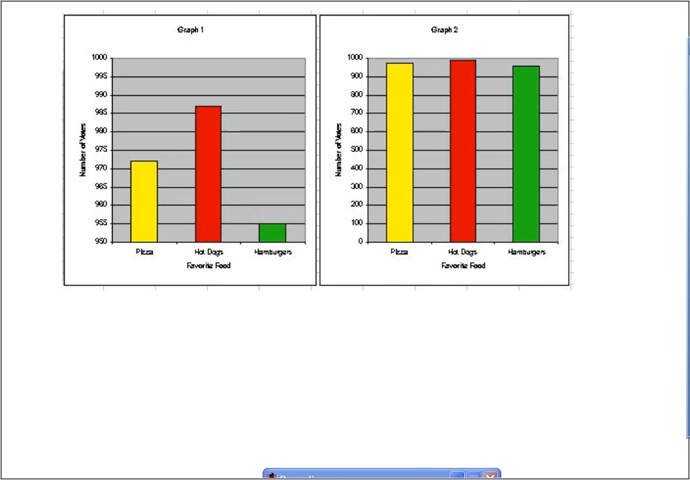 Graph 1
1000
995
990
985
980
975
970
965
960
955
950
Number of Voters
Pizza
Hot Dogs
Hamburgers
Favorite Food
Graph 2
1000
900
800
700
600
500
400
300
200
100
0
Number of Voters
Pizza
Hot Dogs
Hamburgers
Favorite Food